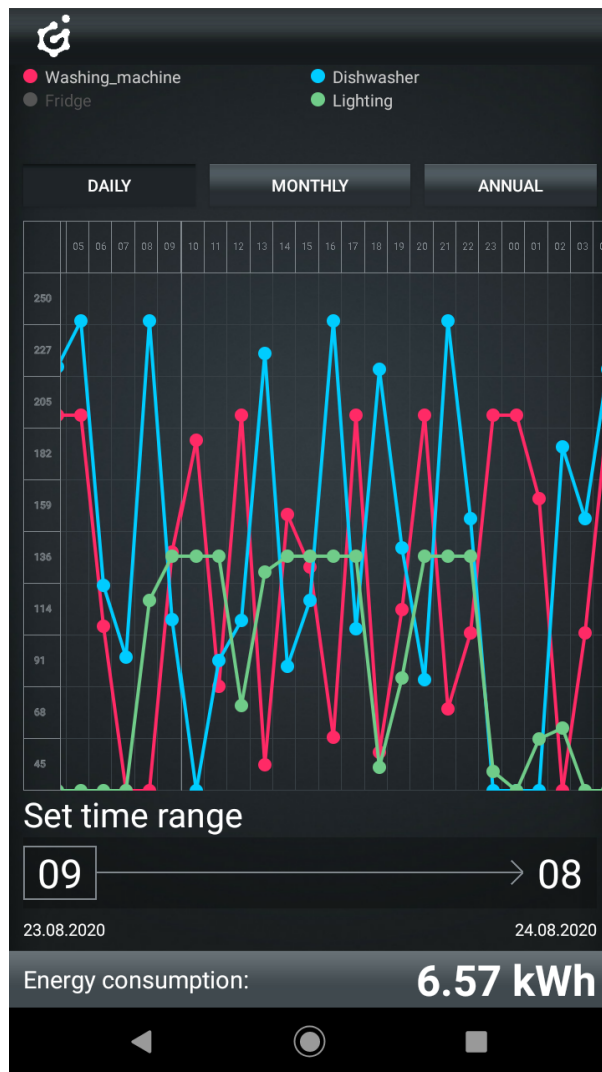 Washing_machine Dishwasher
Fridge Lighting
DAILY MONTHLY ANNUAL
05 06 07 08 09 10 11 12 13 14 15 16 17 18 19 20 21 22 23 00 01 02 03
250
227
205
182
159
136
114
91
68
45
Set time range
09 08
23.08.2020 24.08.2020
Energy consumption: 6.57 kWh